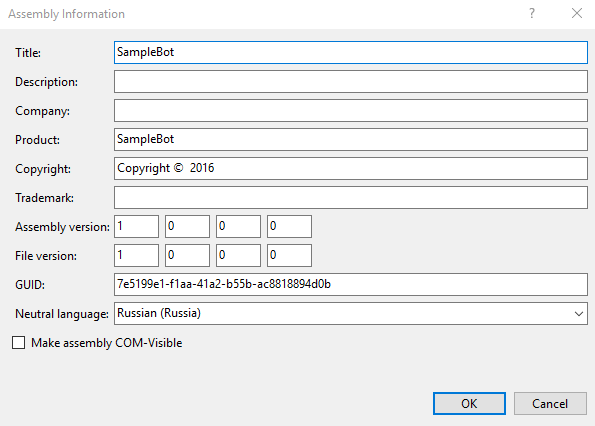 Assembly Information ?
Title: SampleBot
Description:
Company:
Product: SampleBot
Copyright: Copyright © 2016
Trademark:
Assembly version: 1 0 0 0
File version: 1 0 0 0
GUID: 7e5199e1-f1aa-41a2-b55b-ac8818894d0b
Neutral language: Russian (Russia)
Make assembly COM-Visible
OK Cancel